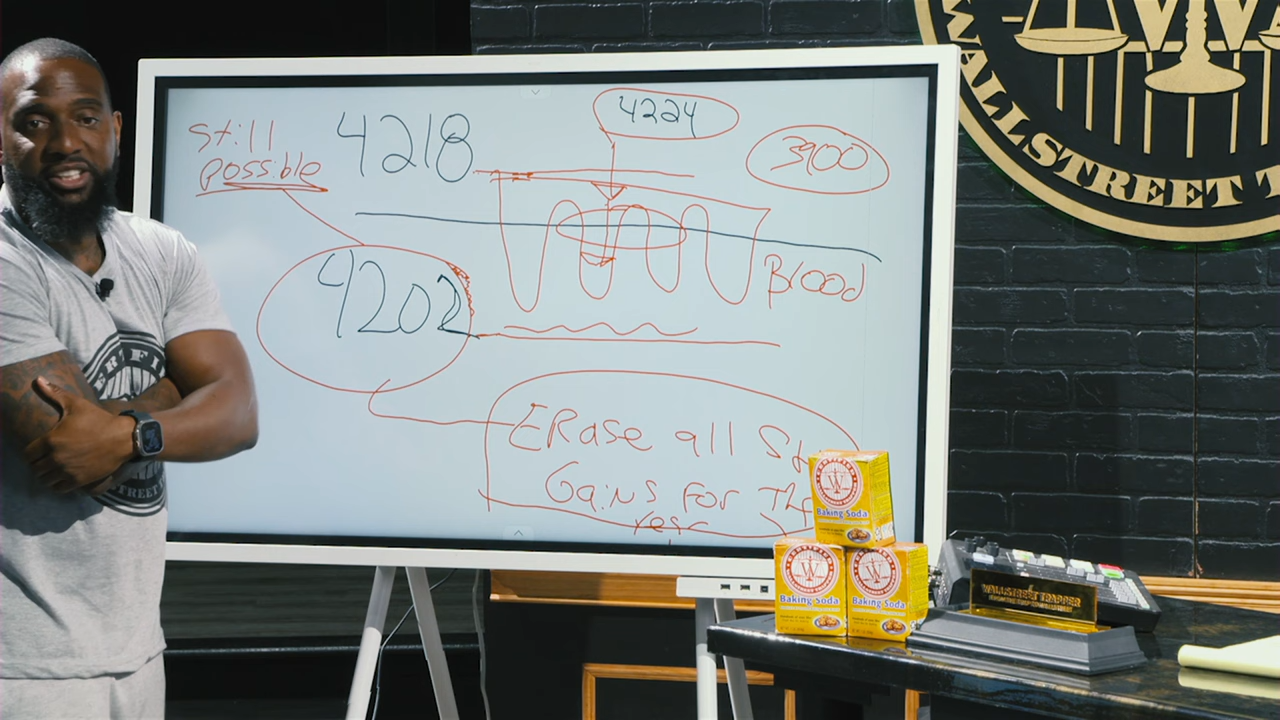 still
possible
4218
4224
3900
4202
Blood
Erase all St
Gains for The
year
WALLSTREET T
Baking Soda
Baking Soda
Baking Soda
WALLSTREET TRAPPER
STREET